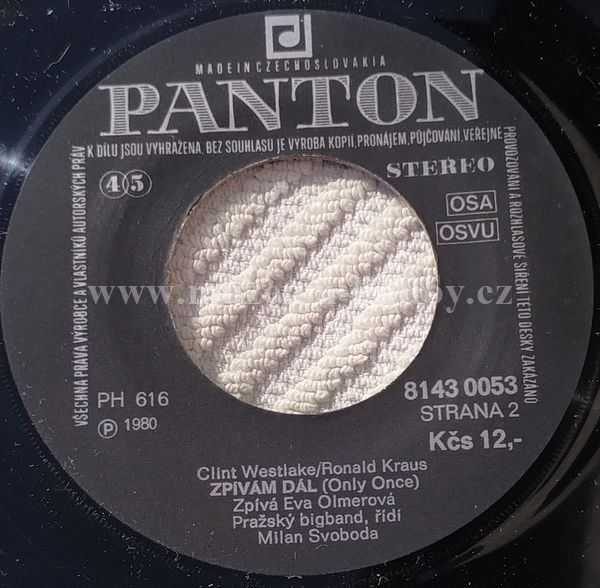 MADE IN CZECHOSLOVAKIA
PANTON
VŠECHNA PRÁVA VÝROBCE A VLASTNÍKŮ AUTORSKÝCH PRÁV K DÍLU JSOU VYHRAŽENA. BEZ SOUHLASU JE VÝROBA KOPIÍ, PRONÁJEM, PŮJČOVÁNÍ, VEŘEJNÉ PROVOZOVÁNÍ A ROZHLASOVÉ ŠÍŘENÍ TÉTO DESKY ZAKÁZÁNO
STEREO
45
OSA
OSVU
PH 616
℗ 1980
8143 0053
STRANA 2
Kčs 12,-
Clint Westlake/Ronald Kraus
ZPÍVÁM DÁL (Only Once)
Zpívá Eva Olmerová
Pražský bigband, řídí
Milan Svoboda